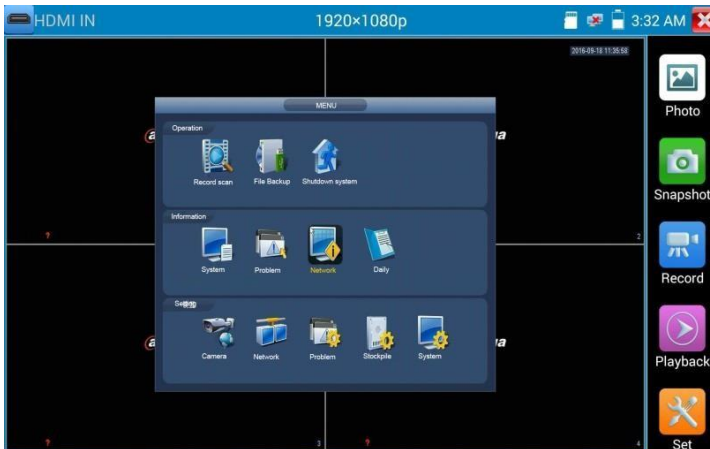 HDMI IN
1920×1080p
3:32 AM
2016-09-18 11:35:58
MENU
Operation
Record scan
File Backup
Shutdown system
Information
System
Problem
Network
Daily
Camera
Network
Problem
Stockpile
System
?
2
?
3
?
4
Photo
Snapshot
Record
Playback
Set